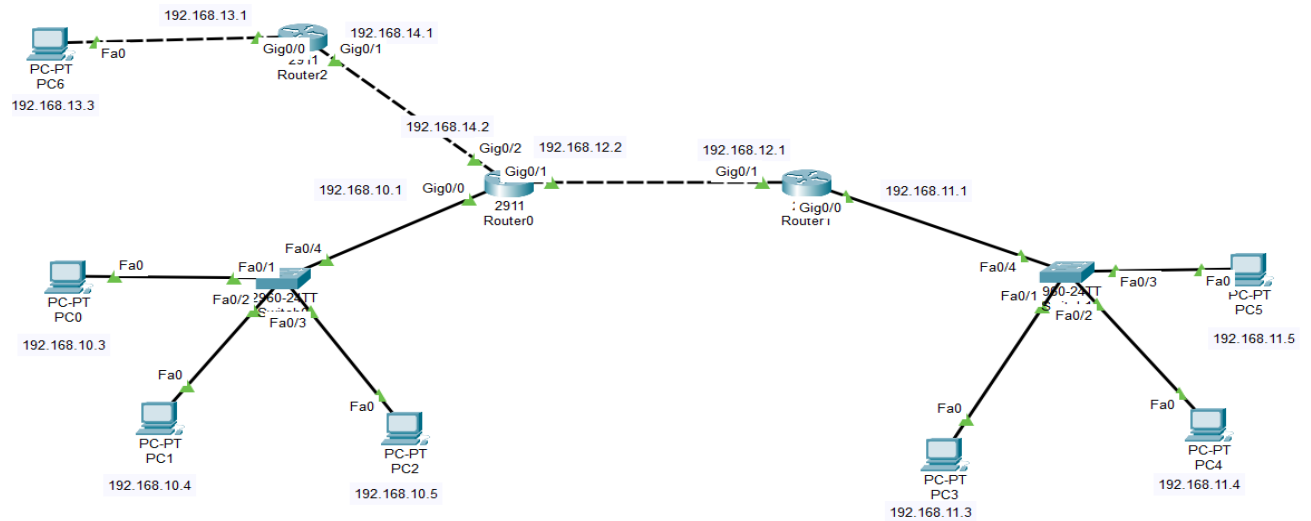 192.168.13.1
192.168.14.1
Fa0
Gig0/0
Gig0/1
2911
Router2
PC-PT
PC6
192.168.13.3
192.168.14.2
Gig0/2
192.168.12.2
192.168.12.1
Gig0/1
Gig0/1
192.168.10.1
Gig0/0
192.168.11.1
2911
Router0
Gig0/0
Fa0/4
Fa0
Fa0/1
Fa0/4
Fa0/3
Fa0
PC-PT
PC0
Fa0/2
Fa0/3
Fa0/1
Fa0/2
PC-PT
PC5
192.168.10.3
192.168.11.5
Fa0
Fa0
Fa0
Fa0
PC-PT
PC1
PC-PT
PC2
PC-PT
PC4
PC-PT
PC3
192.168.10.4
192.168.10.5
192.168.11.4
192.168.11.3